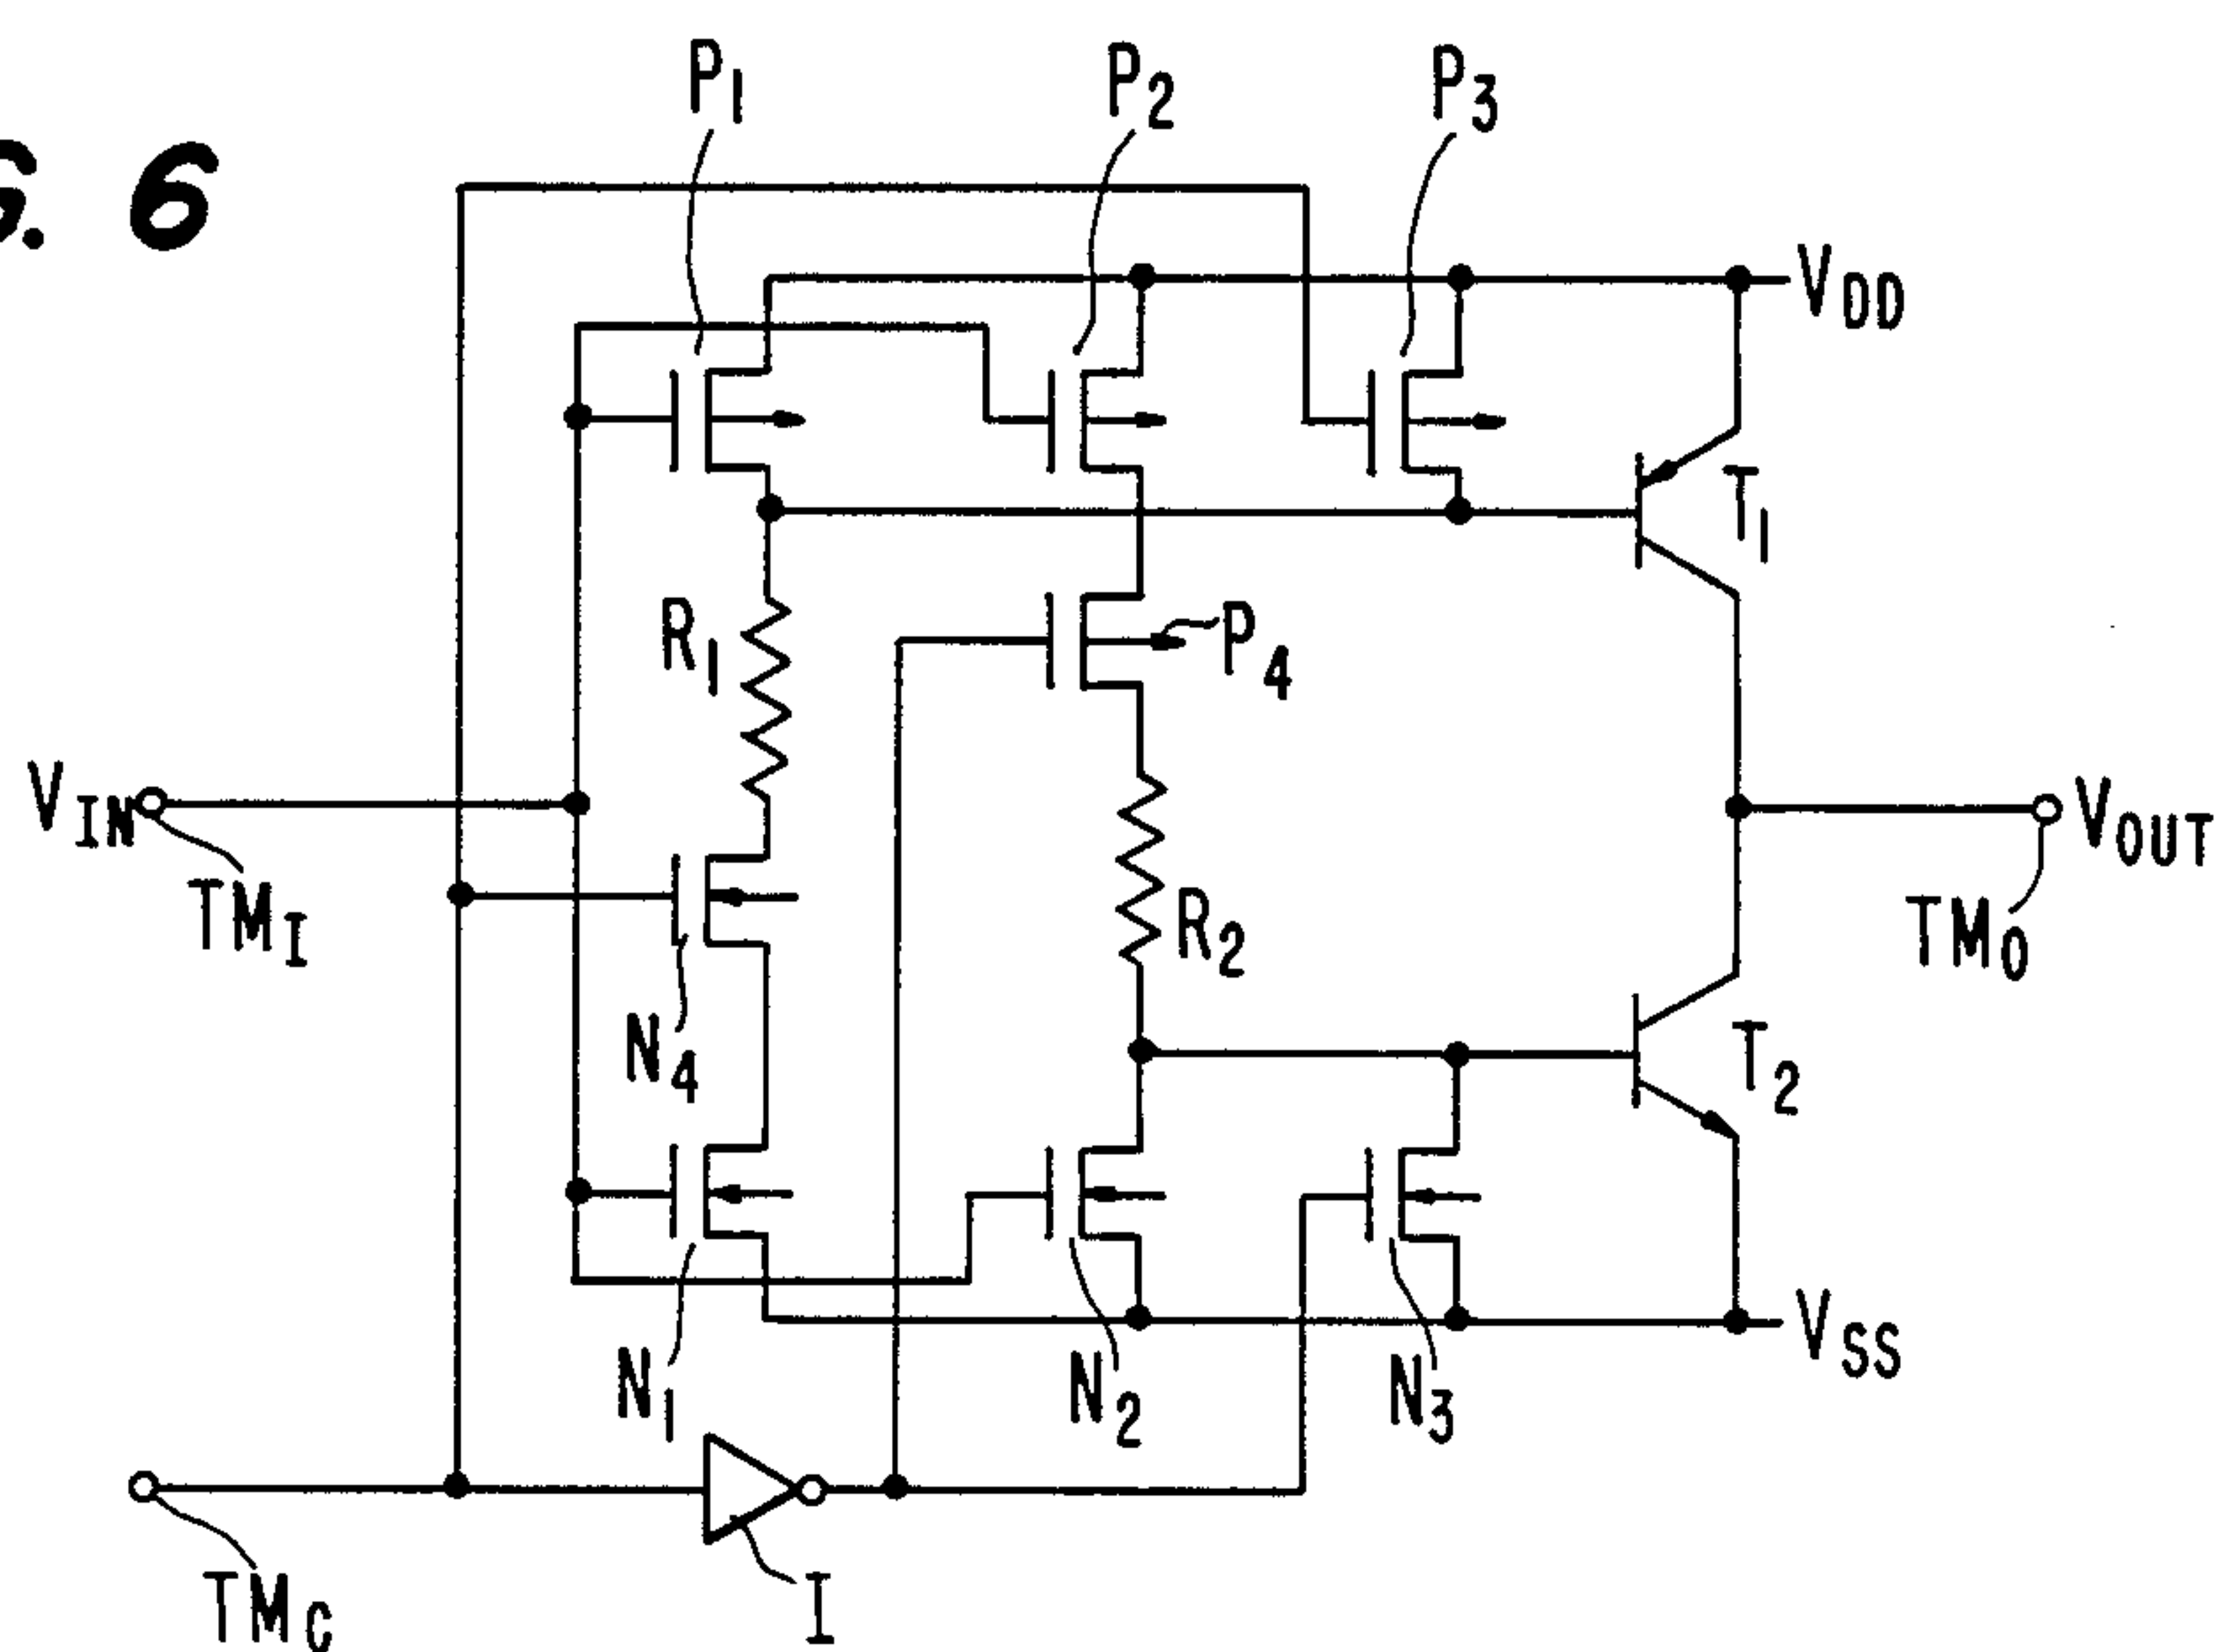 G. 6
P1
P2
P3
VDD
T1
R1
P4
VIN
VOUT
TMI
R2
TMO
N4
T2
VSS
N1
N2
N3
TMC
I